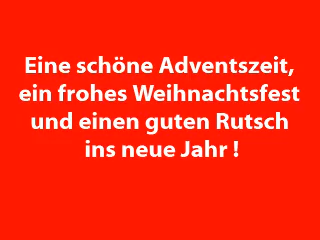 Eine schöne Adventszeit,
ein frohes Weihnachtsfest
und einen guten Rutsch
ins neue Jahr !